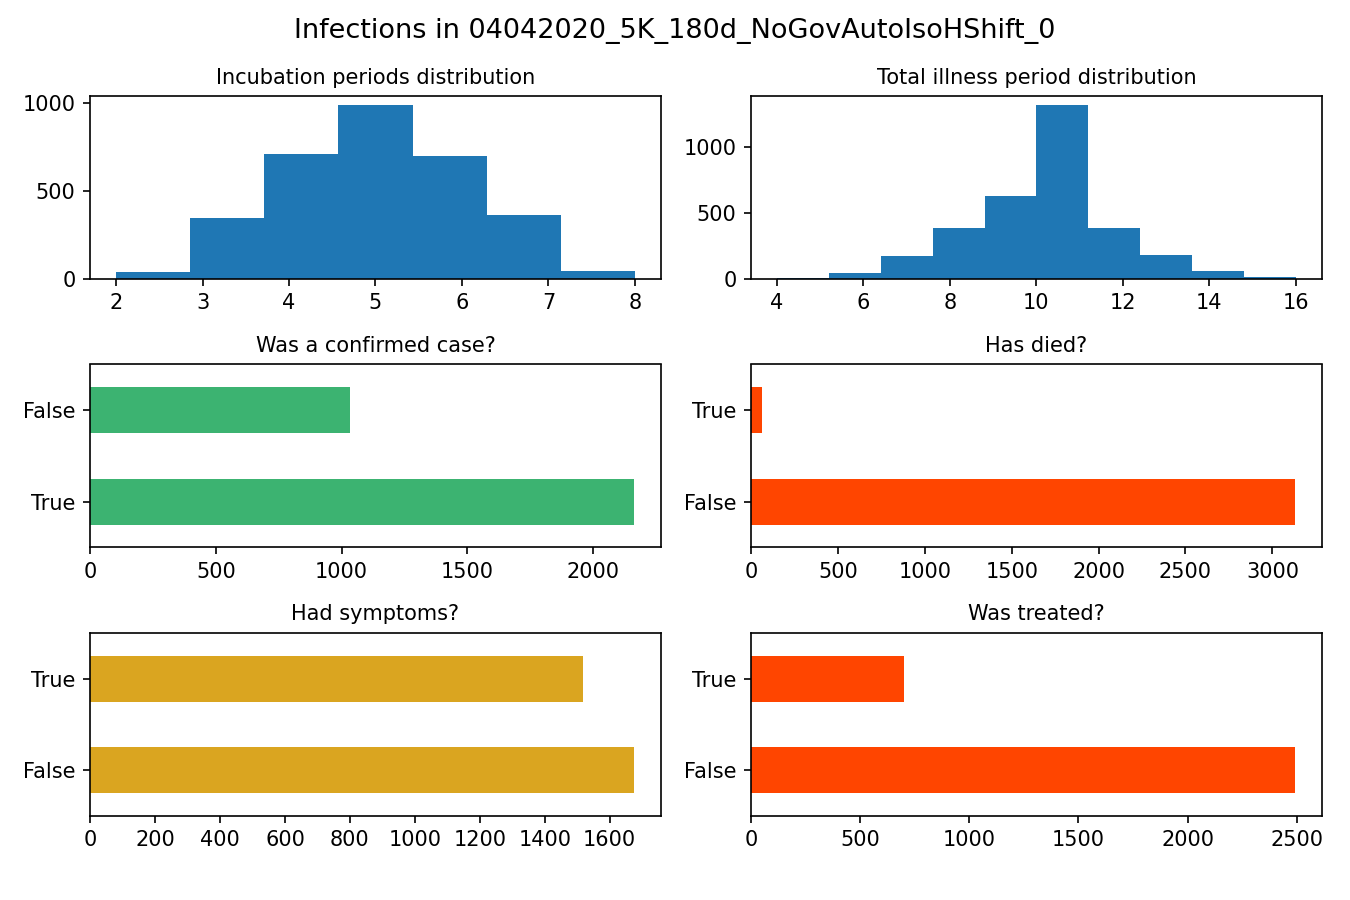 Infections in 04042020_5K_180d_NoGovAutoIsoHShift_0
Incubation periods distribution
Total illness period distribution
1000
500
0
2 3 4 5 6 7 8
1000
500
0
4 6 8 10 12 14 16
Was a confirmed case?
Has died?
False
True
0 500 1000 1500 2000
True
False
0 500 1000 1500 2000 2500 3000
Had symptoms?
Was treated?
True
False
0 200 400 600 800 1000 1200 1400 1600
True
False
0 500 1000 1500 2000 2500